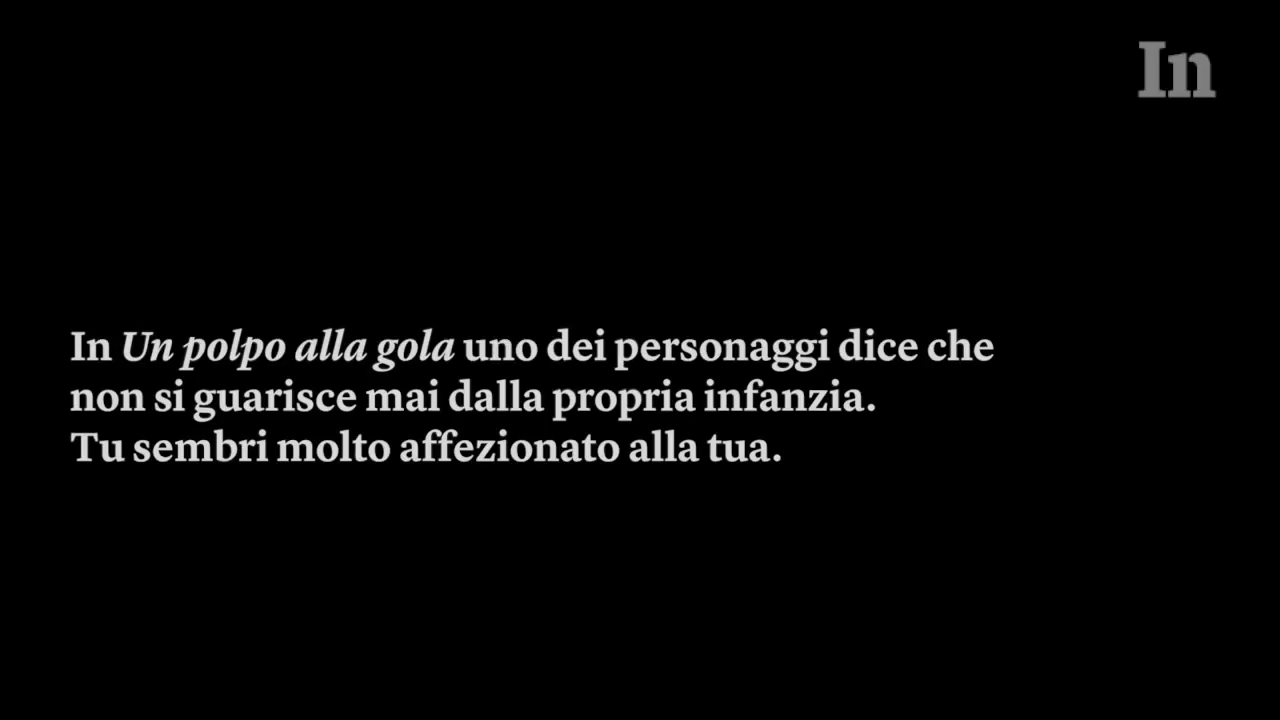 In
In Un polpo alla gola uno dei personaggi dice che
non si guarisce mai dalla propria infanzia.
Tu sembri molto affezionato alla tua.